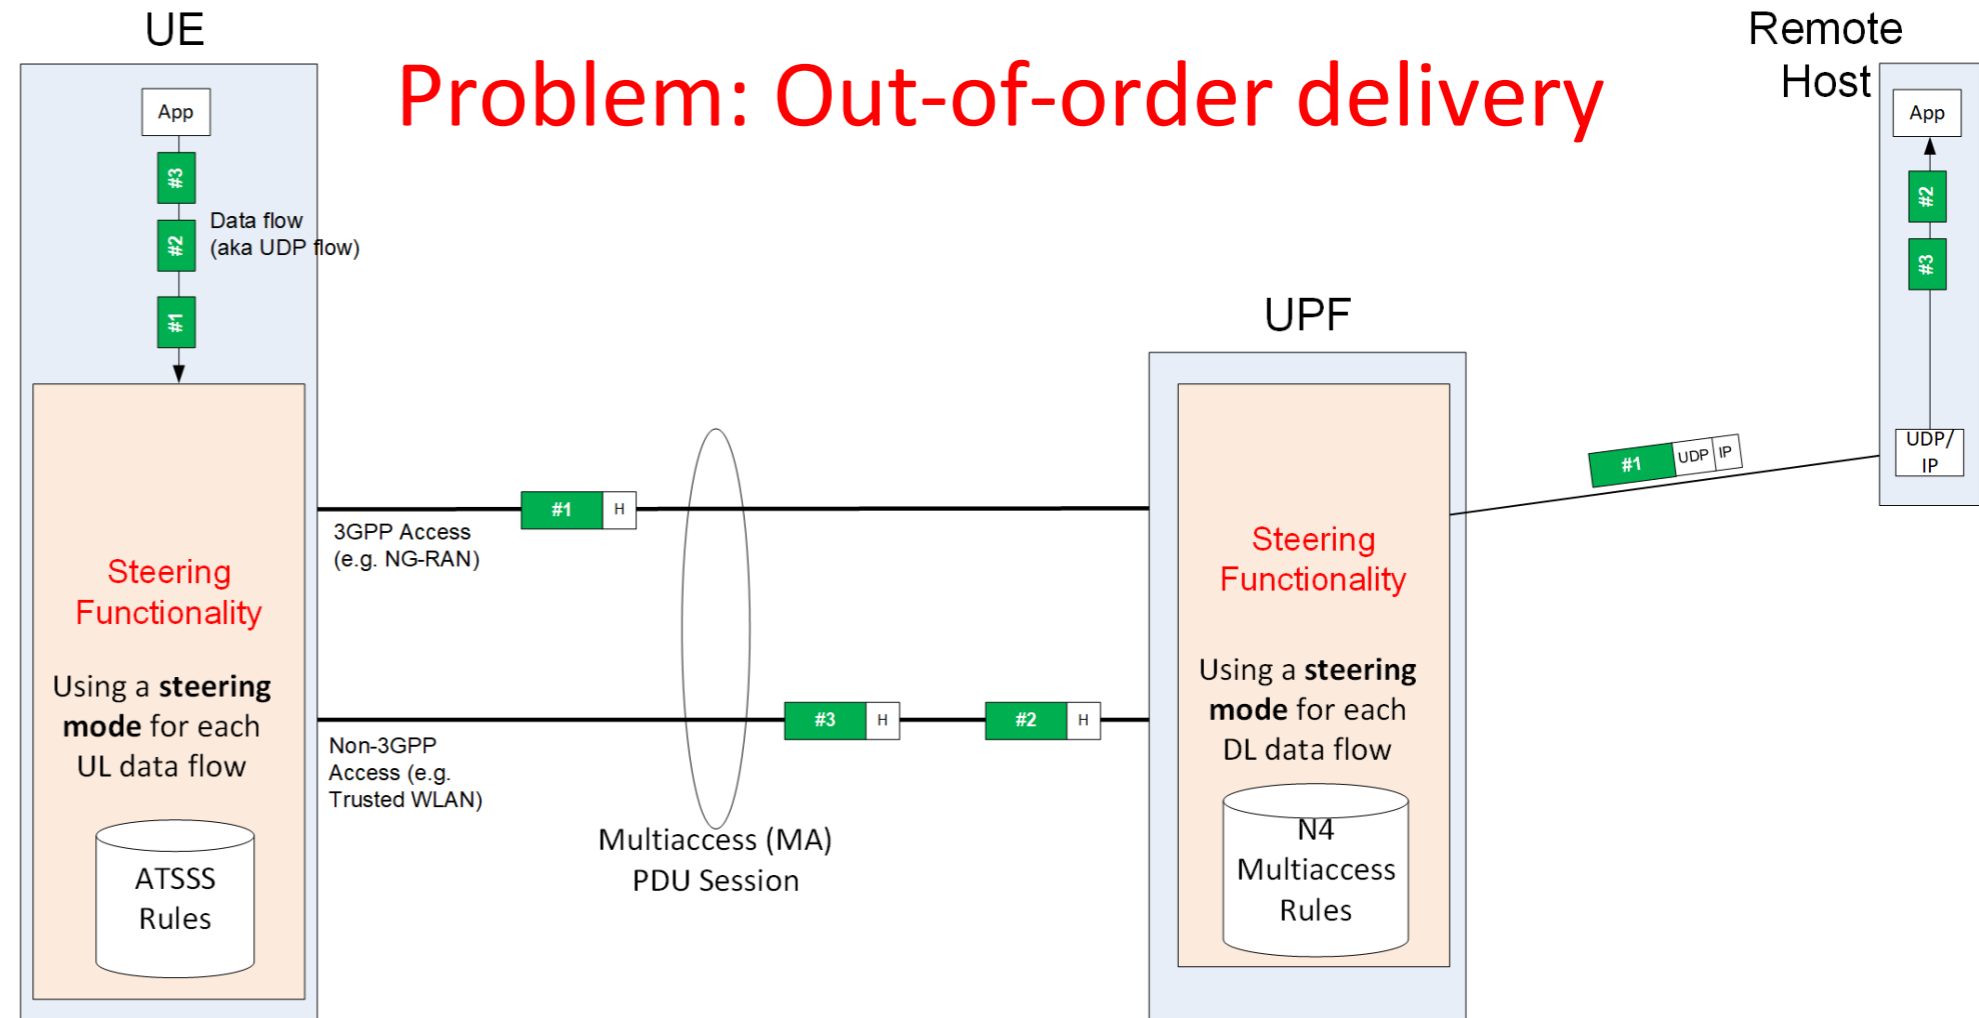 UE
Remote
Host
Problem: Out-of-order delivery
App
#3
#2
#1
Data flow
(aka UDP flow)
App
#2
#3
UDP/
IP
UPF
#1 UDP IP
#1 H
3GPP Access
(e.g. NG-RAN)
Steering
Functionality
Using a steering
mode for each
UL data flow
ATSSS
Rules
#3 H
#2 H
Non-3GPP
Access (e.g.
Trusted WLAN)
Multiaccess (MA)
PDU Session
Steering
Functionality
Using a steering
mode for each
DL data flow
N4
Multiaccess
Rules